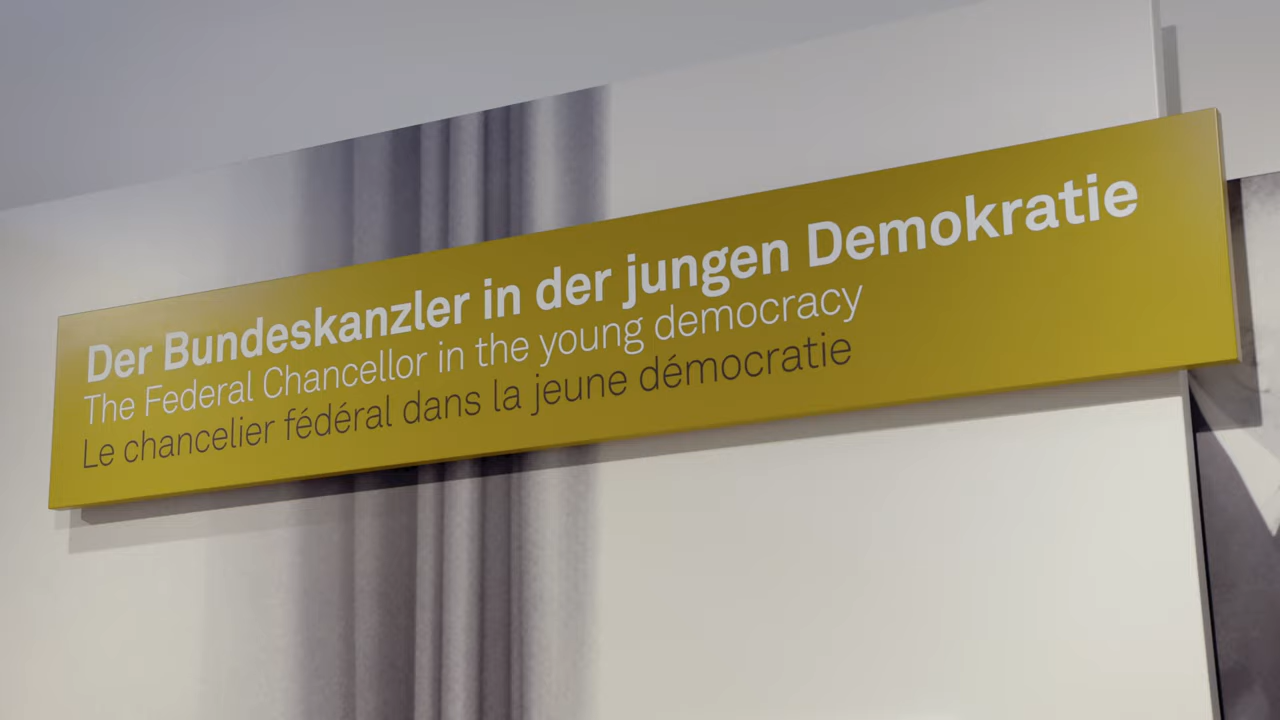 Der Bundeskanzler in der jungen Demokratie
The Federal Chancellor in the young democracy
Le chancelier fédéral dans la jeune démocratie